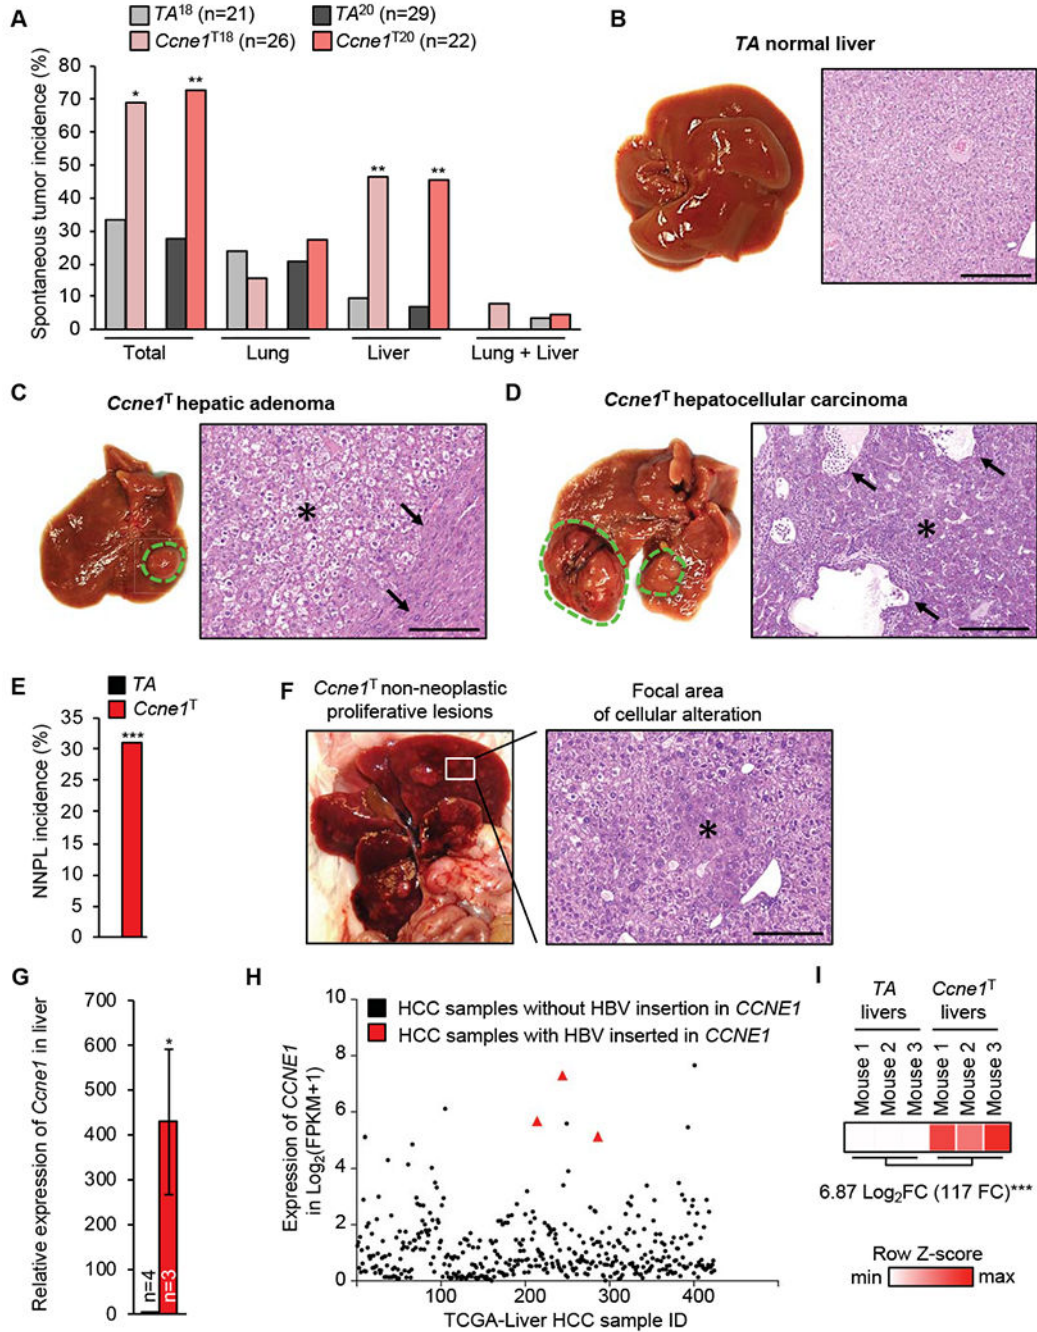 A
TA18 (n=21)
TA20 (n=29)
Ccne1T18 (n=26)
Ccne1T20 (n=22)
Spontaneous tumor incidence (%)
80
70
60
50
40
30
20
10
0
*
**
**
**
Total
Lung
Liver
Lung + Liver
B
TA normal liver
C
Ccne1T hepatic adenoma
*
D
Ccne1T hepatocellular carcinoma
*
E
TA
Ccne1T
NNPL incidence (%)
35
30
25
20
15
10
5
0
***
F
Ccne1T non-neoplastic
proliferative lesions
Focal area
of cellular alteration
*
G
Relative expression of Ccne1 in liver
700
600
500
400
300
200
100
0
*
n=4
n=3
H
HCC samples without HBV insertion in CCNE1
HCC samples with HBV inserted in CCNE1
Expression of CCNE1
in Log2(FPKM+1)
10
8
6
4
2
0
100
200
300
400
TCGA-Liver HCC sample ID
I
TA
livers
Ccne1T
livers
Mouse 1
Mouse 2
Mouse 3
Mouse 1
Mouse 2
Mouse 3
6.87 Log2FC (117 FC)***
Row Z-score
min
max